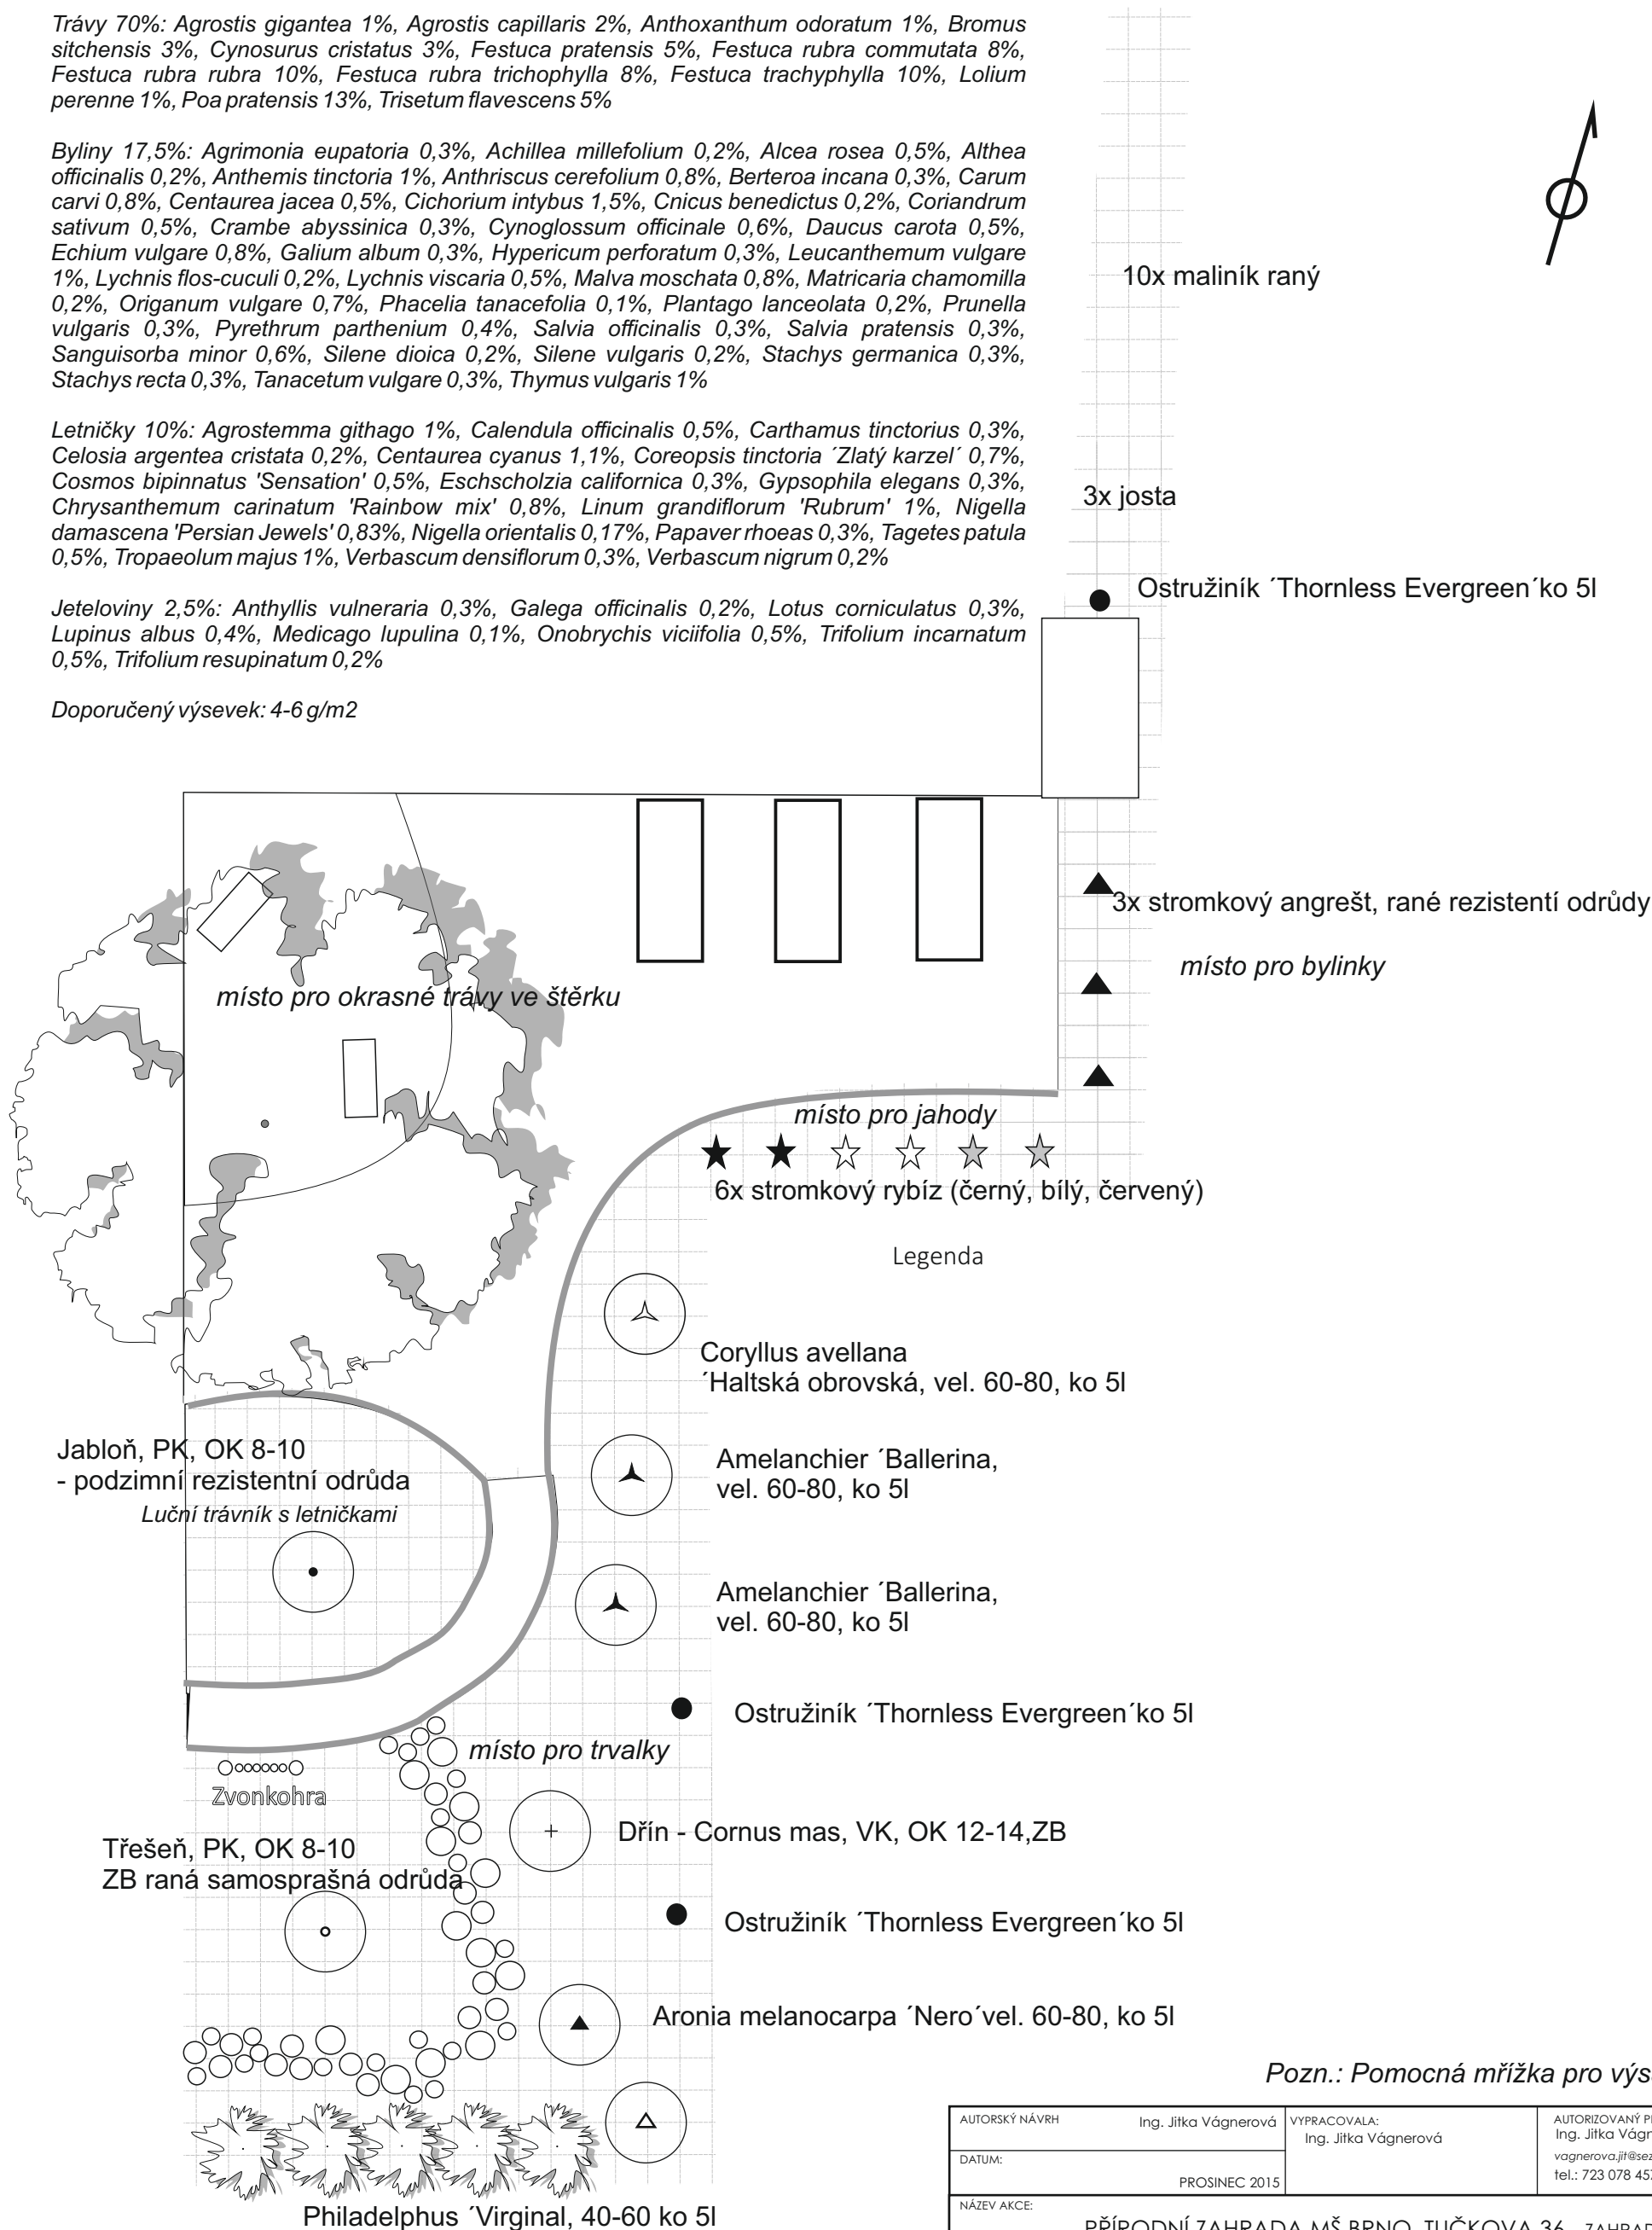 Trávy 70%: Agrostis gigantea 1%, Agrostis capillaris 2%, Anthoxanthum odoratum 1%, Bromus
sitchensis 3%, Cynosurus cristatus 3%, Festuca pratensis 5%, Festuca rubra commutata 8%,
Festuca rubra rubra 10%, Festuca rubra trichophylla 8%, Festuca trachyphylla 10%, Lolium
perenne 1%, Poa pratensis 13%, Trisetum flavescens 5%
Byliny 17,5%: Agrimonia eupatoria 0,3%, Achillea millefolium 0,2%, Alcea rosea 0,5%, Althea
officinalis 0,2%, Anthemis tinctoria 1%, Anthriscus cerefolium 0,8%, Berteroa incana 0,3%, Carum
carvi 0,8%, Centaurea jacea 0,5%, Cichorium intybus 1,5%, Cnicus benedictus 0,2%, Coriandrum
sativum 0,5%, Crambe abyssinica 0,3%, Cynoglossum officinale 0,6%, Daucus carota 0,5%,
Echium vulgare 0,8%, Galium album 0,3%, Hypericum perforatum 0,3%, Leucanthemum vulgare
1%, Lychnis flos-cuculi 0,2%, Lychnis viscaria 0,5%, Malva moschata 0,8%, Matricaria chamomilla
0,2%, Origanum vulgare 0,7%, Phacelia tanacefolia 0,1%, Plantago lanceolata 0,2%, Prunella
vulgaris 0,3%, Pyrethrum parthenium 0,4%, Salvia officinalis 0,3%, Salvia pratensis 0,3%,
Sanguisorba minor 0,6%, Silene dioica 0,2%, Silene vulgaris 0,2%, Stachys germanica 0,3%,
Stachys recta 0,3%, Tanacetum vulgare 0,3%, Thymus vulgaris 1%
Letničky 10%: Agrostemma githago 1%, Calendula officinalis 0,5%, Carthamus tinctorius 0,3%,
Celosia argentea cristata 0,2%, Centaurea cyanus 1,1%, Coreopsis tinctoria ´Zlatý karzel´ 0,7%,
Cosmos bipinnatus 'Sensation' 0,5%, Eschscholzia californica 0,3%, Gypsophila elegans 0,3%,
Chrysanthemum carinatum 'Rainbow mix' 0,8%, Linum grandiflorum 'Rubrum' 1%, Nigella
damascena 'Persian Jewels' 0,83%, Nigella orientalis 0,17%, Papaver rhoeas 0,3%, Tagetes patula
0,5%, Tropaeolum majus 1%, Verbascum densiflorum 0,3%, Verbascum nigrum 0,2%
Jeteloviny 2,5%: Anthyllis vulneraria 0,3%, Galega officinalis 0,2%, Lotus corniculatus 0,3%,
Lupinus albus 0,4%, Medicago lupulina 0,1%, Onobrychis viciifolia 0,5%, Trifolium incarnatum
0,5%, Trifolium resupinatum 0,2%
Doporučený výsevek: 4-6 g/m2
10x maliník raný
3x josta
Ostružiník ´Thornless Evergreen´ko 5l
3x stromkový angrešt, rané rezistentí odrůdy
místo pro bylinky
místo pro okrasné trávy ve štěrku
místo pro jahody
6x stromkový rybíz (černý, bílý, červený)
Legenda
Coryllus avellana
´Haltská obrovská, vel. 60-80, ko 5l
Jabloň, PK, OK 8-10
- podzimní rezistentní odrůda
Luční trávník s letničkami
Amelanchier ´Ballerina,
vel. 60-80, ko 5l
Amelanchier ´Ballerina,
vel. 60-80, ko 5l
Ostružiník ´Thornless Evergreen´ko 5l
místo pro trvalky
Zvonkohra
Dřín - Cornus mas, VK, OK 12-14,ZB
Třešeň, PK, OK 8-10
ZB raná samosprašná odrůda
Ostružiník ´Thornless Evergreen´ko 5l
Aronia melanocarpa ´Nero´vel. 60-80, ko 5l
Pozn.: Pomocná mřížka pro
AUTORSKÝ NÁVRH Ing. Jitka Vágnerová
VYPRACOVALA:
Ing. Jitka Vágnerová
AUTORIZOVANÝ
Ing. Jitka
tel.: 723 078
DATUM:
PROSINEC 2015
NÁZEV AKCE:
PŘÍRODNÍ ZAHRADA MŠ BRNO, TUČKOVA 36
Philadelphus ´Virginal, 40-60 ko 5l